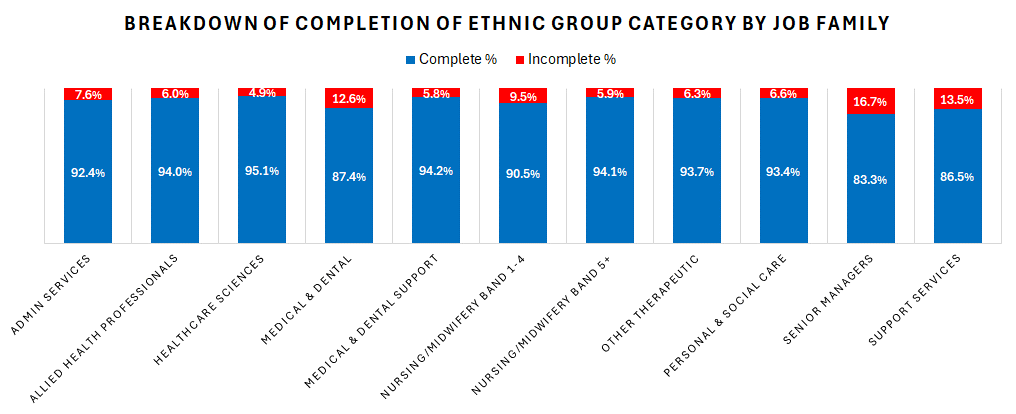 BREAKDOWN OF COMPLETION OF ETHNIC GROUP CATEGORY BY JOB FAMILY
Complete % Incomplete %
7.6% 6.0% 4.9% 12.6% 5.8% 9.5% 5.9% 6.3% 6.6% 16.7% 13.5%
92.4% 94.0% 95.1% 87.4% 94.2% 90.5% 94.1% 93.7% 93.4% 83.3% 86.5%
ADMIN SERVICES
ALLIED HEALTH PROFESSIONALS
HEALTHCARE SCIENCES
MEDICAL & DENTAL
MEDICAL & DENTAL SUPPORT
NURSING/MIDWIFERY BAND 1-4
NURSING/MIDWIFERY BAND 5+
OTHER THERAPEUTIC
PERSONAL & SOCIAL CARE
SENIOR MANAGERS
SUPPORT SERVICES